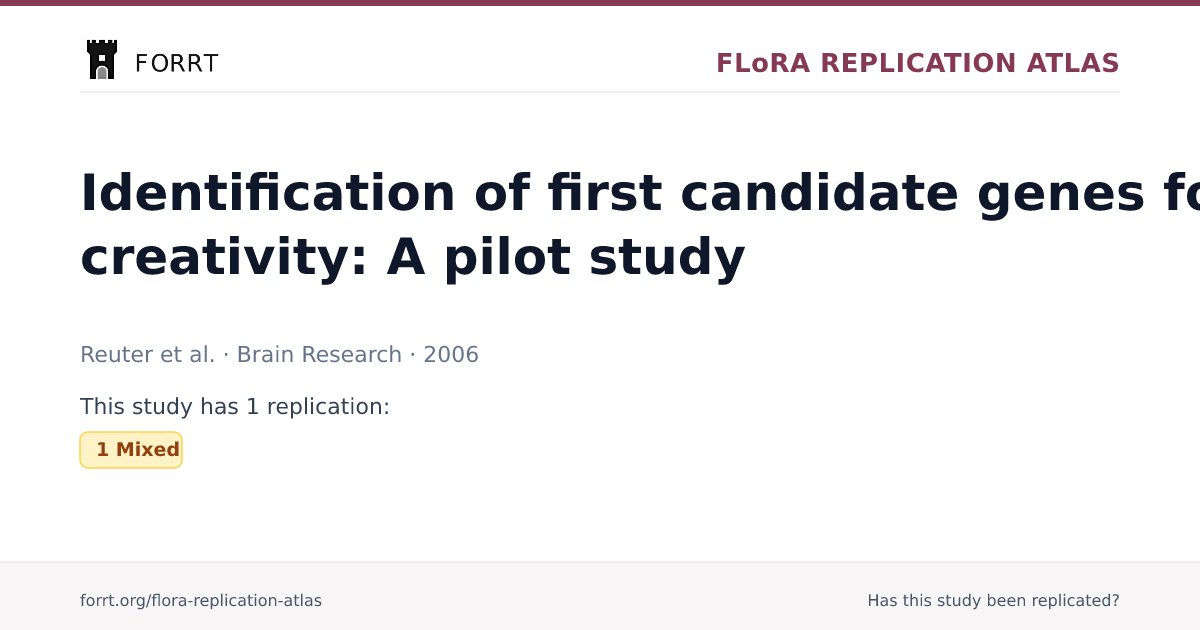 FORRT
FLoRA REPLICATION ATLAS
Identification of first candidate genes fo
creativity: A pilot study
Reuter et al. · Brain Research · 2006
This study has 1 replication:
1 Mixed
forrt.org/flora-replication-atlas
Has this study been replicated?